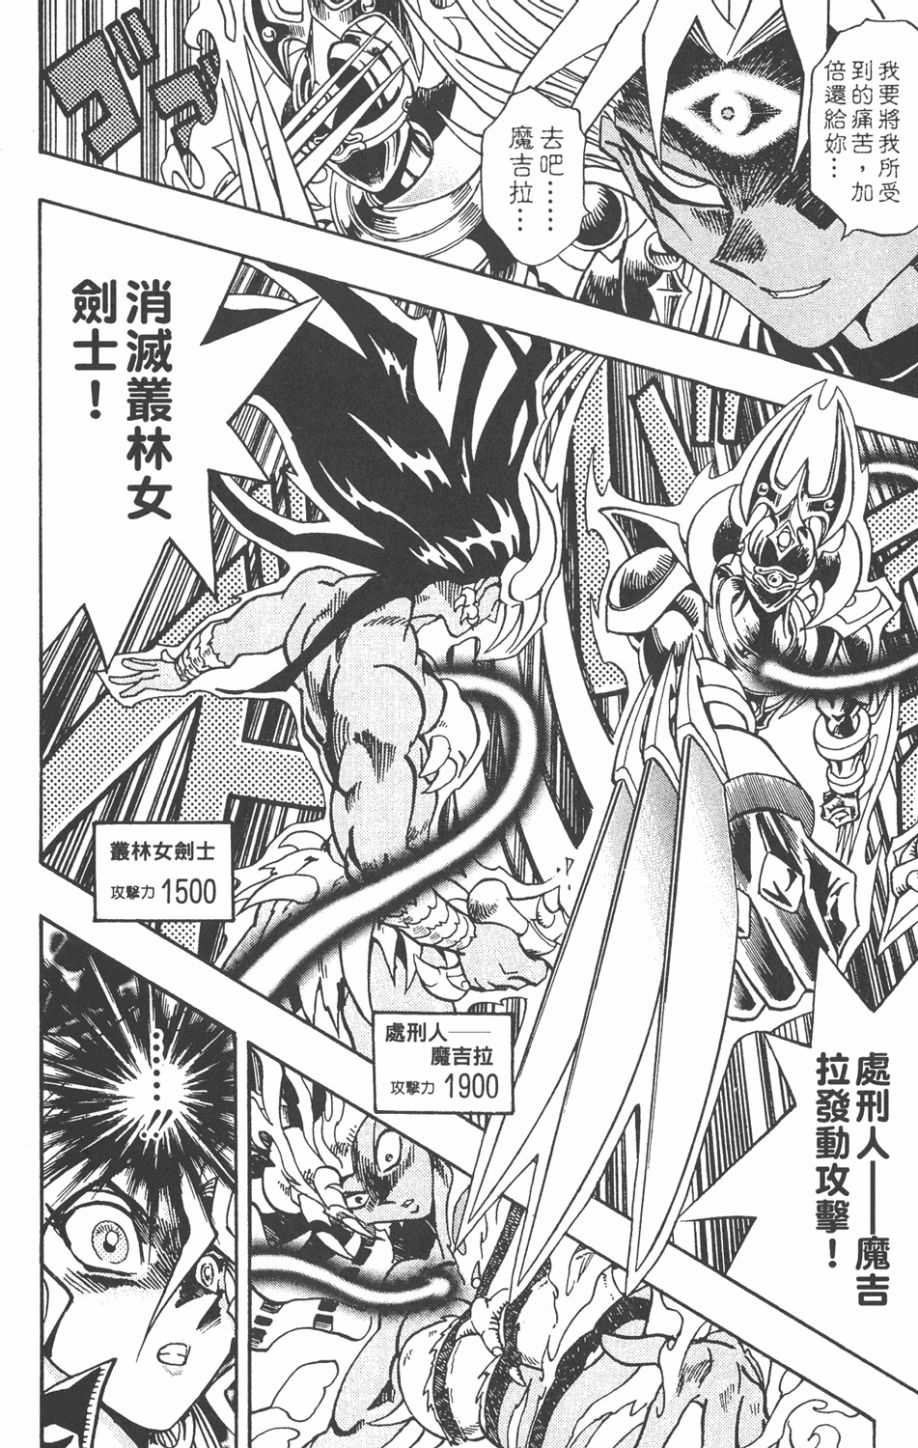 我要將我所受
到的痛苦，加
倍還給妳…
去吧……
魔吉拉…
ゴゴ
消滅叢林女
劍士！
叢林女劍士
攻擊力 1500
處刑人──
魔吉拉
攻擊力 1900
處刑人──魔吉
拉發動攻擊！
……!!